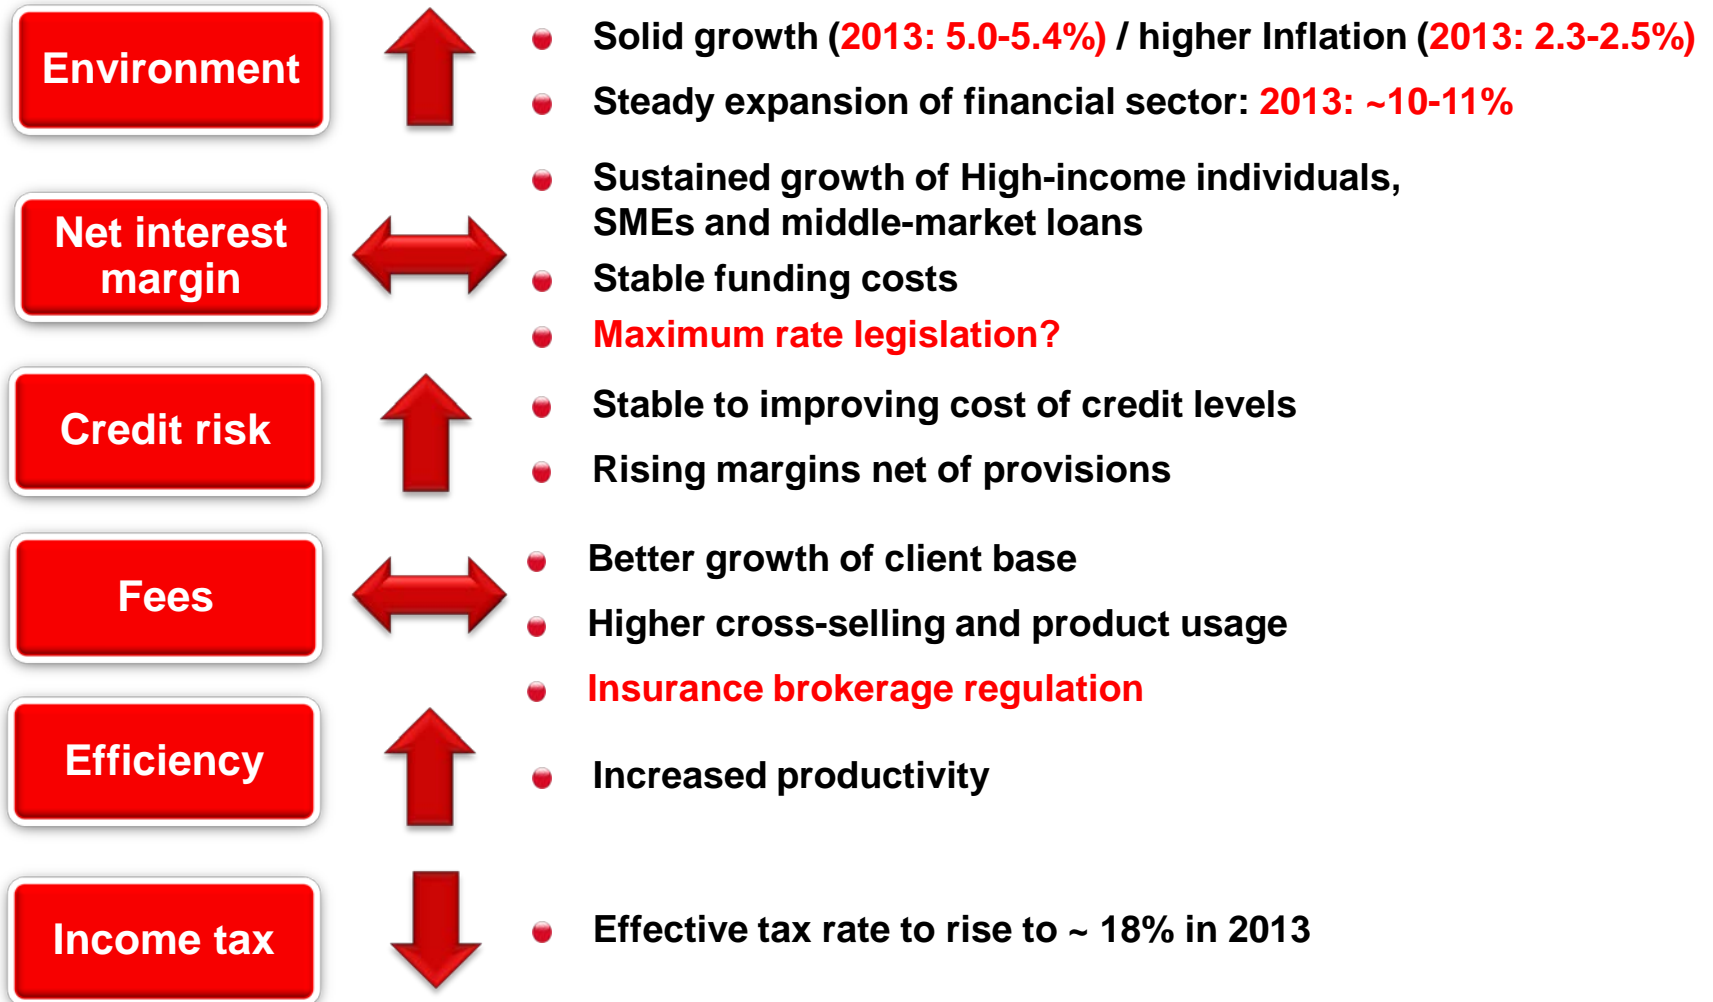 Environment
Solid growth (2013: 5.0-5.4%) / higher Inflation (2013: 2.3-2.5%)
Steady expansion of financial sector: 2013: ~10-11%
Net interest
margin
Sustained growth of High-income individuals,
SMEs and middle-market loans
Stable funding costs
Maximum rate legislation?
Credit risk
Stable to improving cost of credit levels
Rising margins net of provisions
Fees
Better growth of client base
Higher cross-selling and product usage
Insurance brokerage regulation
Efficiency
Increased productivity
Income tax
Effective tax rate to rise to ~ 18% in 2013